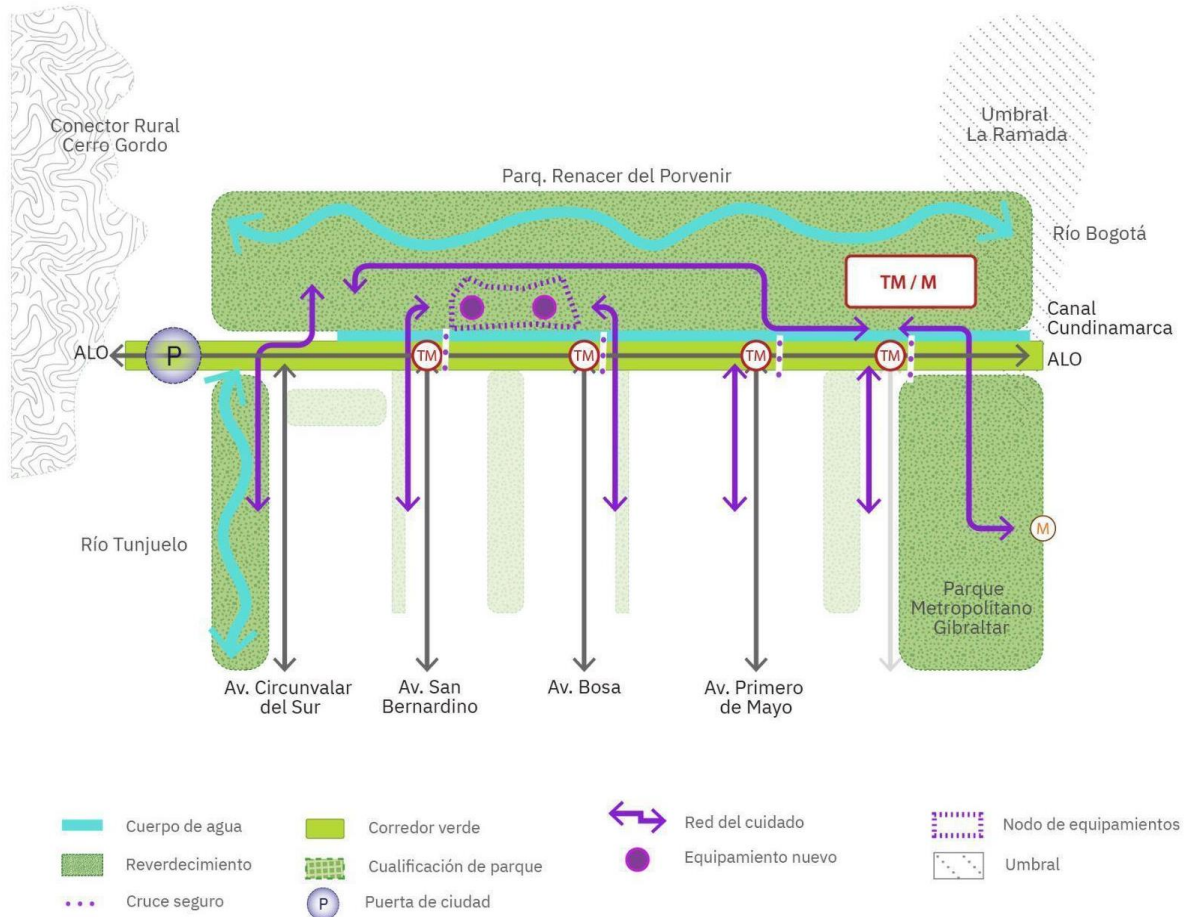 Conector Rural
Cerro Gordo
Umbral
La Ramada
Parq. Renacer del Porvenir
Río Bogotá
TM / M
Canal
Cundinamarca
ALO
P
TM
TM
TM
TM
ALO
M
Río Tunjuelo
Parque
Metropolitano
Gibraltar
Av. Circunvalar
del Sur
Av. San
Bernardino
Av. Bosa
Av. Primero
de Mayo
Cuerpo de agua
Corredor verde
Red del cuidado
Nodo de equipamientos
Reverdecimiento
Cualificación de parque
Equipamiento nuevo
Umbral
Cruce seguro
P
Puerta de ciudad